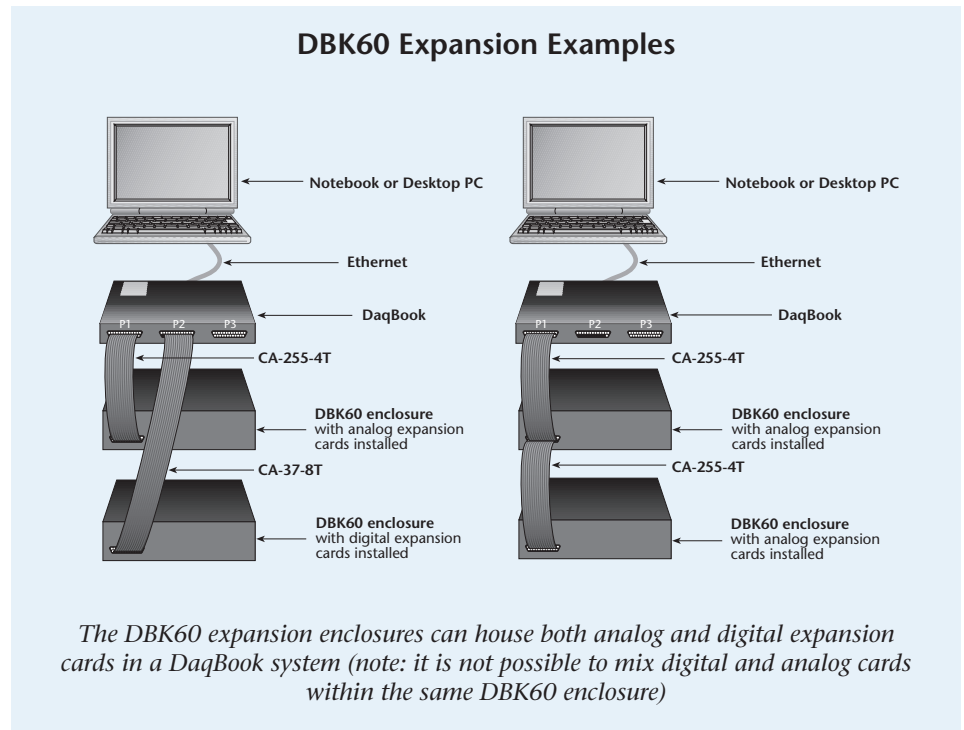 DBK60 Expansion Examples
Notebook or Desktop PC
Ethernet
DaqBook
P1 P2 P3
CA-255-4T
DBK60 enclosure
with analog expansion
cards installed
CA-37-8T
DBK60 enclosure
with digital expansion
cards installed
Notebook or Desktop PC
Ethernet
DaqBook
P1 P2 P3
CA-255-4T
DBK60 enclosure
with analog expansion
cards installed
CA-255-4T
DBK60 enclosure
with analog expansion
cards installed
The DBK60 expansion enclosures can house both analog and digital expansion
cards in a DaqBook system (note: it is not possible to mix digital and analog cards
within the same DBK60 enclosure)